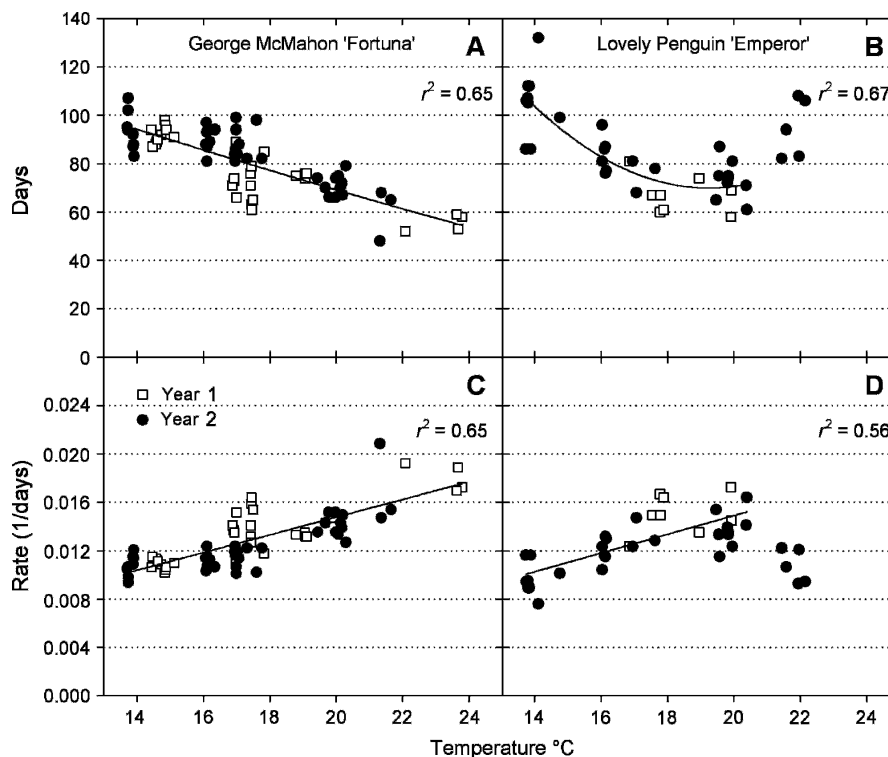 George McMahon 'Fortuna' A
r² = 0.65
Lovely Penguin 'Emperor' B
r² = 0.67
Days
140
120
100
80
60
40
20
0
Year 1
Year 2
C
r² = 0.65
D
r² = 0.56
Rate (1/days)
0.024
0.020
0.016
0.012
0.008
0.004
0.000
14 16 18 20 22 24 14 16 18 20 22 24
Temperature °C